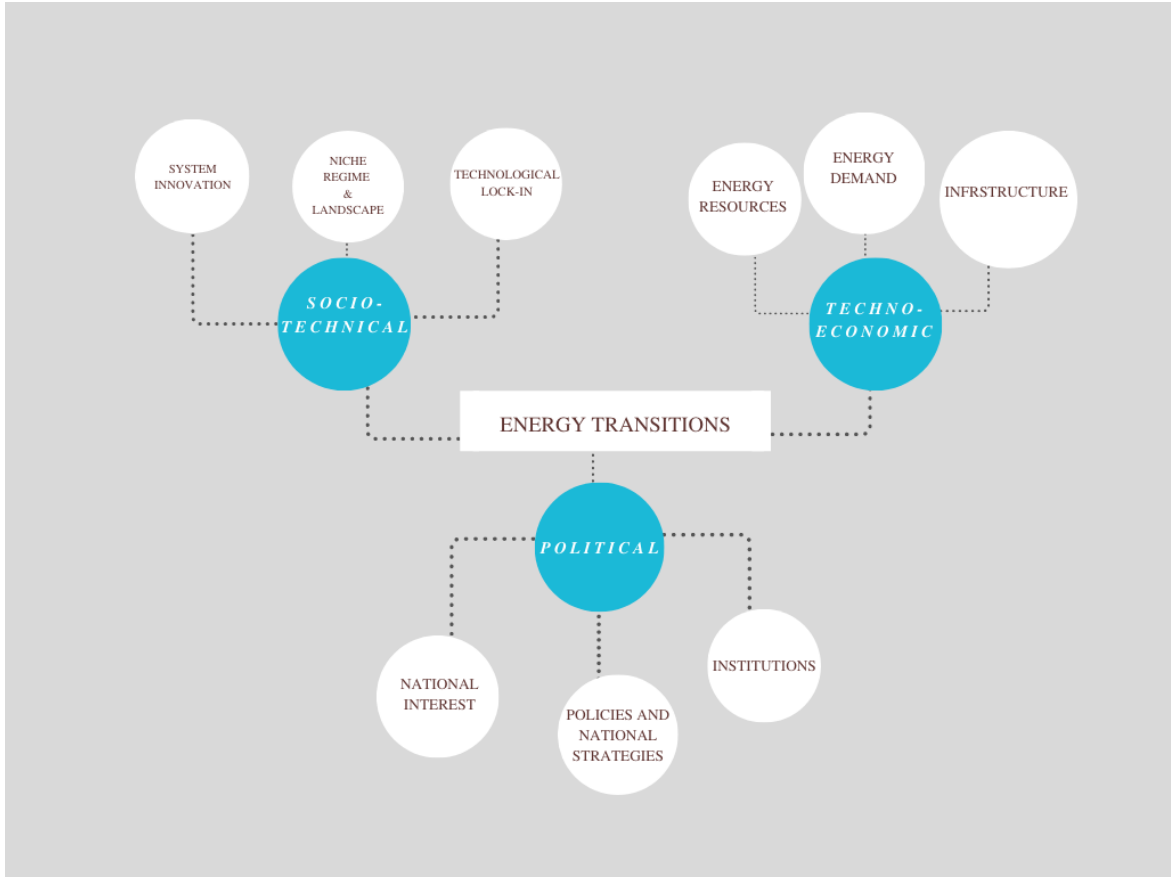 SYSTEM
INNOVATION
NICHE
REGIME
&
LANDSCAPE
TECHNOLOGICAL
LOCK-IN
ENERGY
RESOURCES
ENERGY
DEMAND
INFRSTRUCTURE
SOCIO-
TECHNICAL
TECHNO-
ECONOMIC
ENERGY TRANSITIONS
POLITICAL
NATIONAL
INTEREST
POLICIES AND
NATIONAL
STRATEGIES
INSTITUTIONS